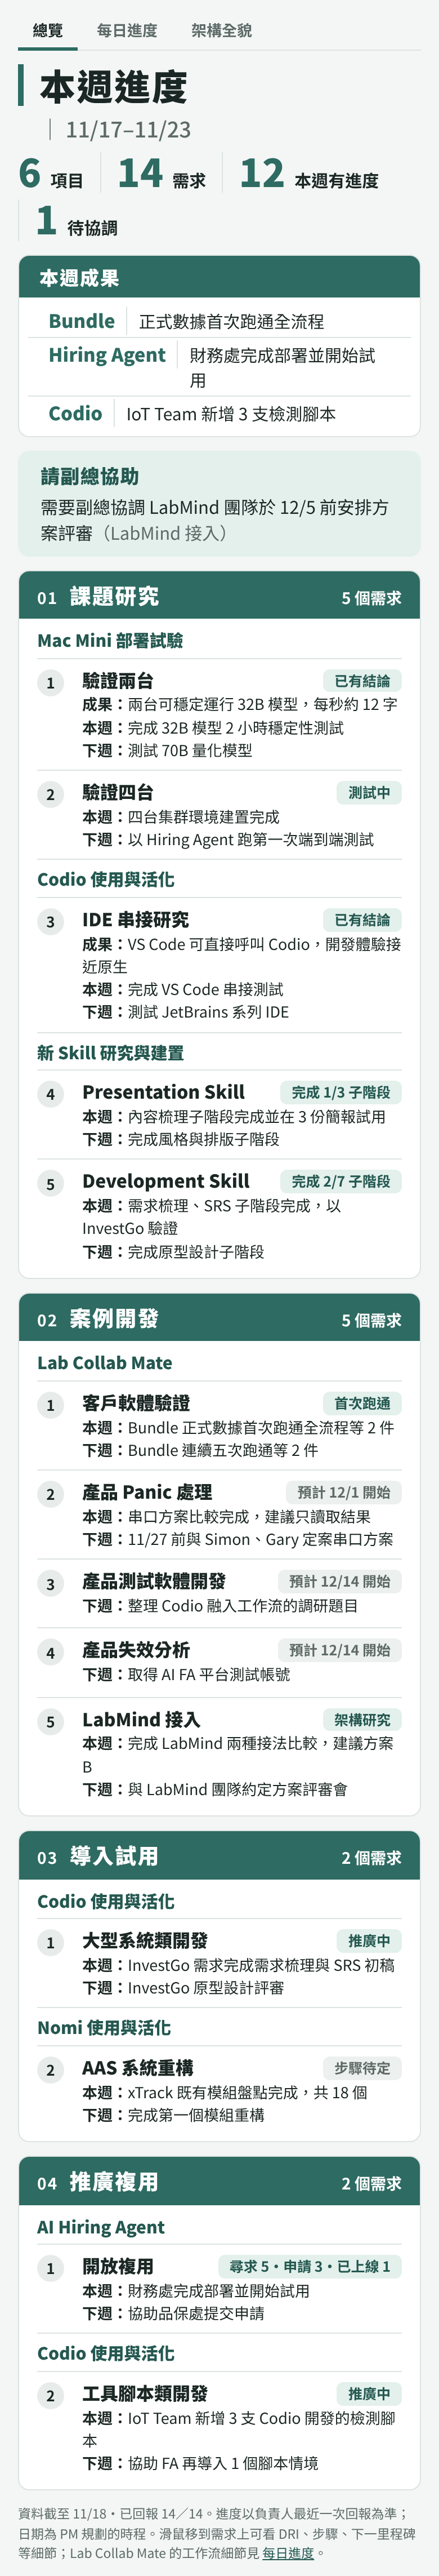 總覽 每日進度 架構全貌
本週進度
11/17–11/23
6 項目 14 需求 12 本週有進度
1 待協調
本週成果
Bundle 正式數據首次跑通全流程
Hiring Agent 財務處完成部署並開始試
用
Codio IoT Team 新增 3 支檢測腳本
請副總協助
需要副總協調 LabMind 團隊於 12/5 前安排方
案評審（LabMind 接入）
01 課題研究 5 個需求
Mac Mini 部署試驗
1 驗證兩台 已有結論
成果：兩台可穩定運行 32B 模型，每秒約 12 字
本週：完成 32B 模型 2 小時穩定性測試
下週：測試 70B 量化模型
2 驗證四台 測試中
本週：四台集群環境建置完成
下週：以 Hiring Agent 跑第一次端到端測試
Codio 使用與活化
3 IDE 串接研究 已有結論
成果：VS Code 可直接呼叫 Codio，開發體驗接
近原生
本週：完成 VS Code 串接測試
下週：測試 JetBrains 系列 IDE
新 Skill 研究與建置
4 Presentation Skill 完成 1/3 子階段
本週：內容梳理子階段完成並在 3 份簡報試用
下週：完成風格與排版子階段
5 Development Skill 完成 2/7 子階段
本週：需求梳理、SRS 子階段完成，以
InvestGo 驗證
下週：完成原型設計子階段
02 案例開發 5 個需求
Lab Collab Mate
1 客戶軟體驗證 首次跑通
本週：Bundle 正式數據首次跑通全流程等 2 件
下週：Bundle 連續五次跑通等 2 件
2 產品 Panic 處理 預計 12/1 開始
本週：串口方案比較完成，建議只讀取結果
下週：11/27 前與 Simon、Gary 定案串口方案
3 產品測試軟體開發 預計 12/14 開始
下週：整理 Codio 融入工作流的調研題目
4 產品失效分析 預計 12/14 開始
下週：取得 AI FA 平台測試帳號
5 LabMind 接入 架構研究
本週：完成 LabMind 兩種接法比較，建議方案
B
下週：與 LabMind 團隊約定方案評審會
03 導入試用 2 個需求
Codio 使用與活化
1 大型系統類開發 推廣中
本週：InvestGo 需求完成需求梳理與 SRS 初稿
下週：InvestGo 原型設計評審
Nomi 使用與活化
2 AAS 系統重構 步驟待定
本週：xTrack 既有模組盤點完成，共 18 個
下週：完成第一個模組重構
04 推廣複用 2 個需求
AI Hiring Agent
1 開放複用 尋求 5・申請 3・已上線 1
本週：財務處完成部署並開始試用
下週：協助品保處提交申請
Codio 使用與活化
2 工具腳本類開發 推廣中
本週：IoT Team 新增 3 支 Codio 開發的檢測腳
本
下週：協助 FA 再導入 1 個腳本情境
資料截至 11/18・已回報 14／14。進度以負責人最近一次回報為準；
日期為 PM 規劃的時程。滑鼠移到需求上可看 DRI、步驟、下一里程碑
等細節；Lab Collab Mate 的工作流細節見 每日進度。